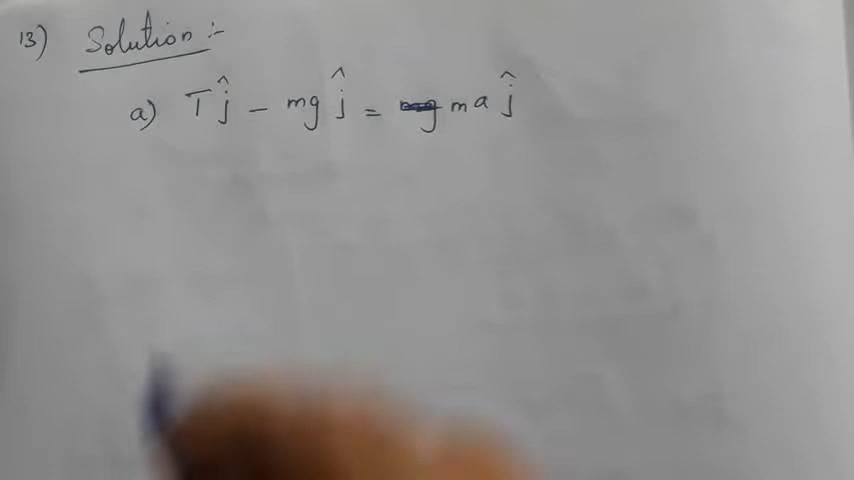 13) Solution :-
a) T ĵ - mg ĵ = ma ĵ